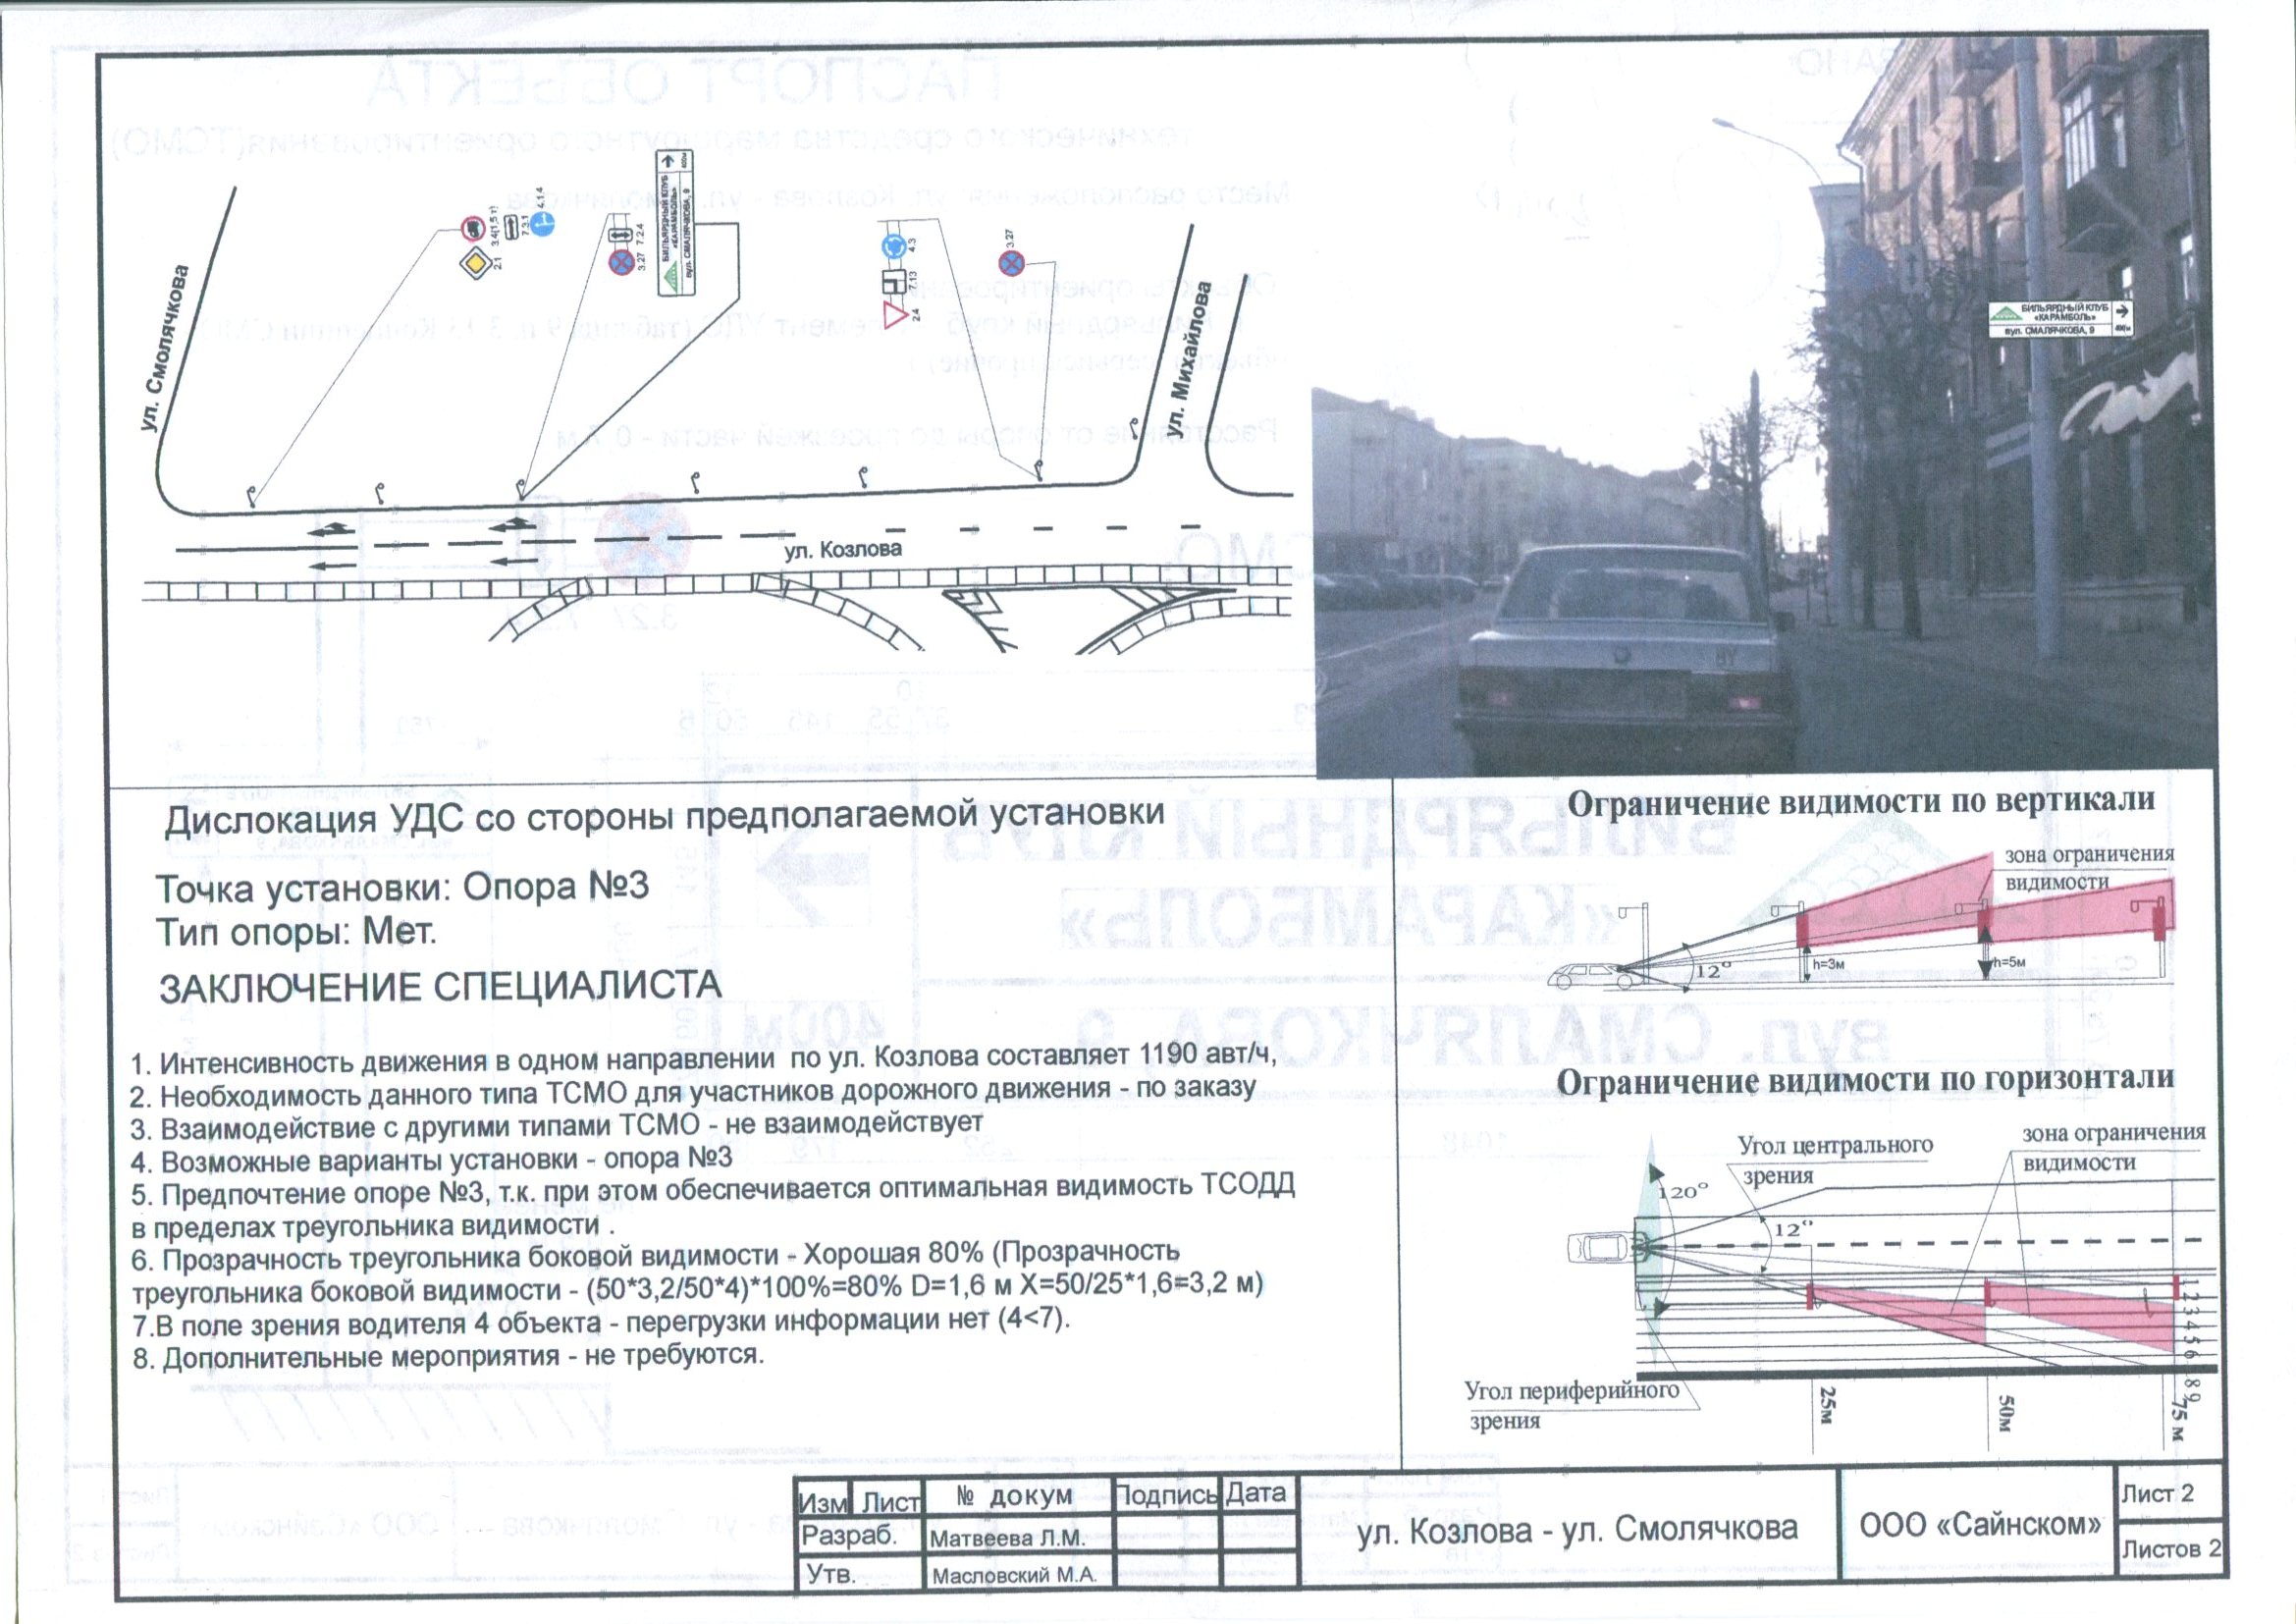 ул. Смолячкова
2.1
3.4(1,5т)
7.3.1
4.1.4
3.27
7.2.4
БИЛЬЯРДНЫЙ КЛУБ
«КАРАМБОЛЬ»
вул. СМАЛЯЧКОВА, 9
400м
2.4
7.13
4.3
3.27
ул. Михайлова
ул. Козлова
БИЛЬЯРДНЫЙ КЛУБ
«КАРАМБОЛЬ»
вул. СМАЛЯЧКОВА, 9
400м
BY
Дислокация УДС со стороны предполагаемой установки
Точка установки: Опора №3
Тип опоры: Мет.
ЗАКЛЮЧЕНИЕ СПЕЦИАЛИСТА
1. Интенсивность движения в одном направлении по ул. Козлова составляет 1190 авт/ч,
2. Необходимость данного типа ТСМО для участников дорожного движения - по заказу
3. Взаимодействие с другими типами ТСМО - не взаимодействует
4. Возможные варианты установки - опора №3
5. Предпочтение опоре №3, т.к. при этом обеспечивается оптимальная видимость ТСОДД
в пределах треугольника видимости .
6. Прозрачность треугольника боковой видимости - Хорошая 80% (Прозрачность
треугольника боковой видимости - (50*3,2/50*4)*100%=80% D=1,6 м X=50/25*1,6=3,2 м)
7.В поле зрения водителя 4 объекта - перегрузки информации нет (4<7).
8. Дополнительные мероприятия - не требуются.
Ограничение видимости по вертикали
зона ограничения
видимости
12°
h=3м
h=5м
Ограничение видимости по горизонтали
Угол центрального
зрения
зона ограничения
видимости
120°
12°
1 2 3 4 5 6 7 8 9
Угол периферийного
зрения
25м
50м
75 м
Изм Лист № докум Подпись Дата
Разраб. Матвеева Л.М.
Утв. Масловский М.А.
ул. Козлова - ул. Смолячкова
ООО «Сайнском»
Лист 2
Листов 2